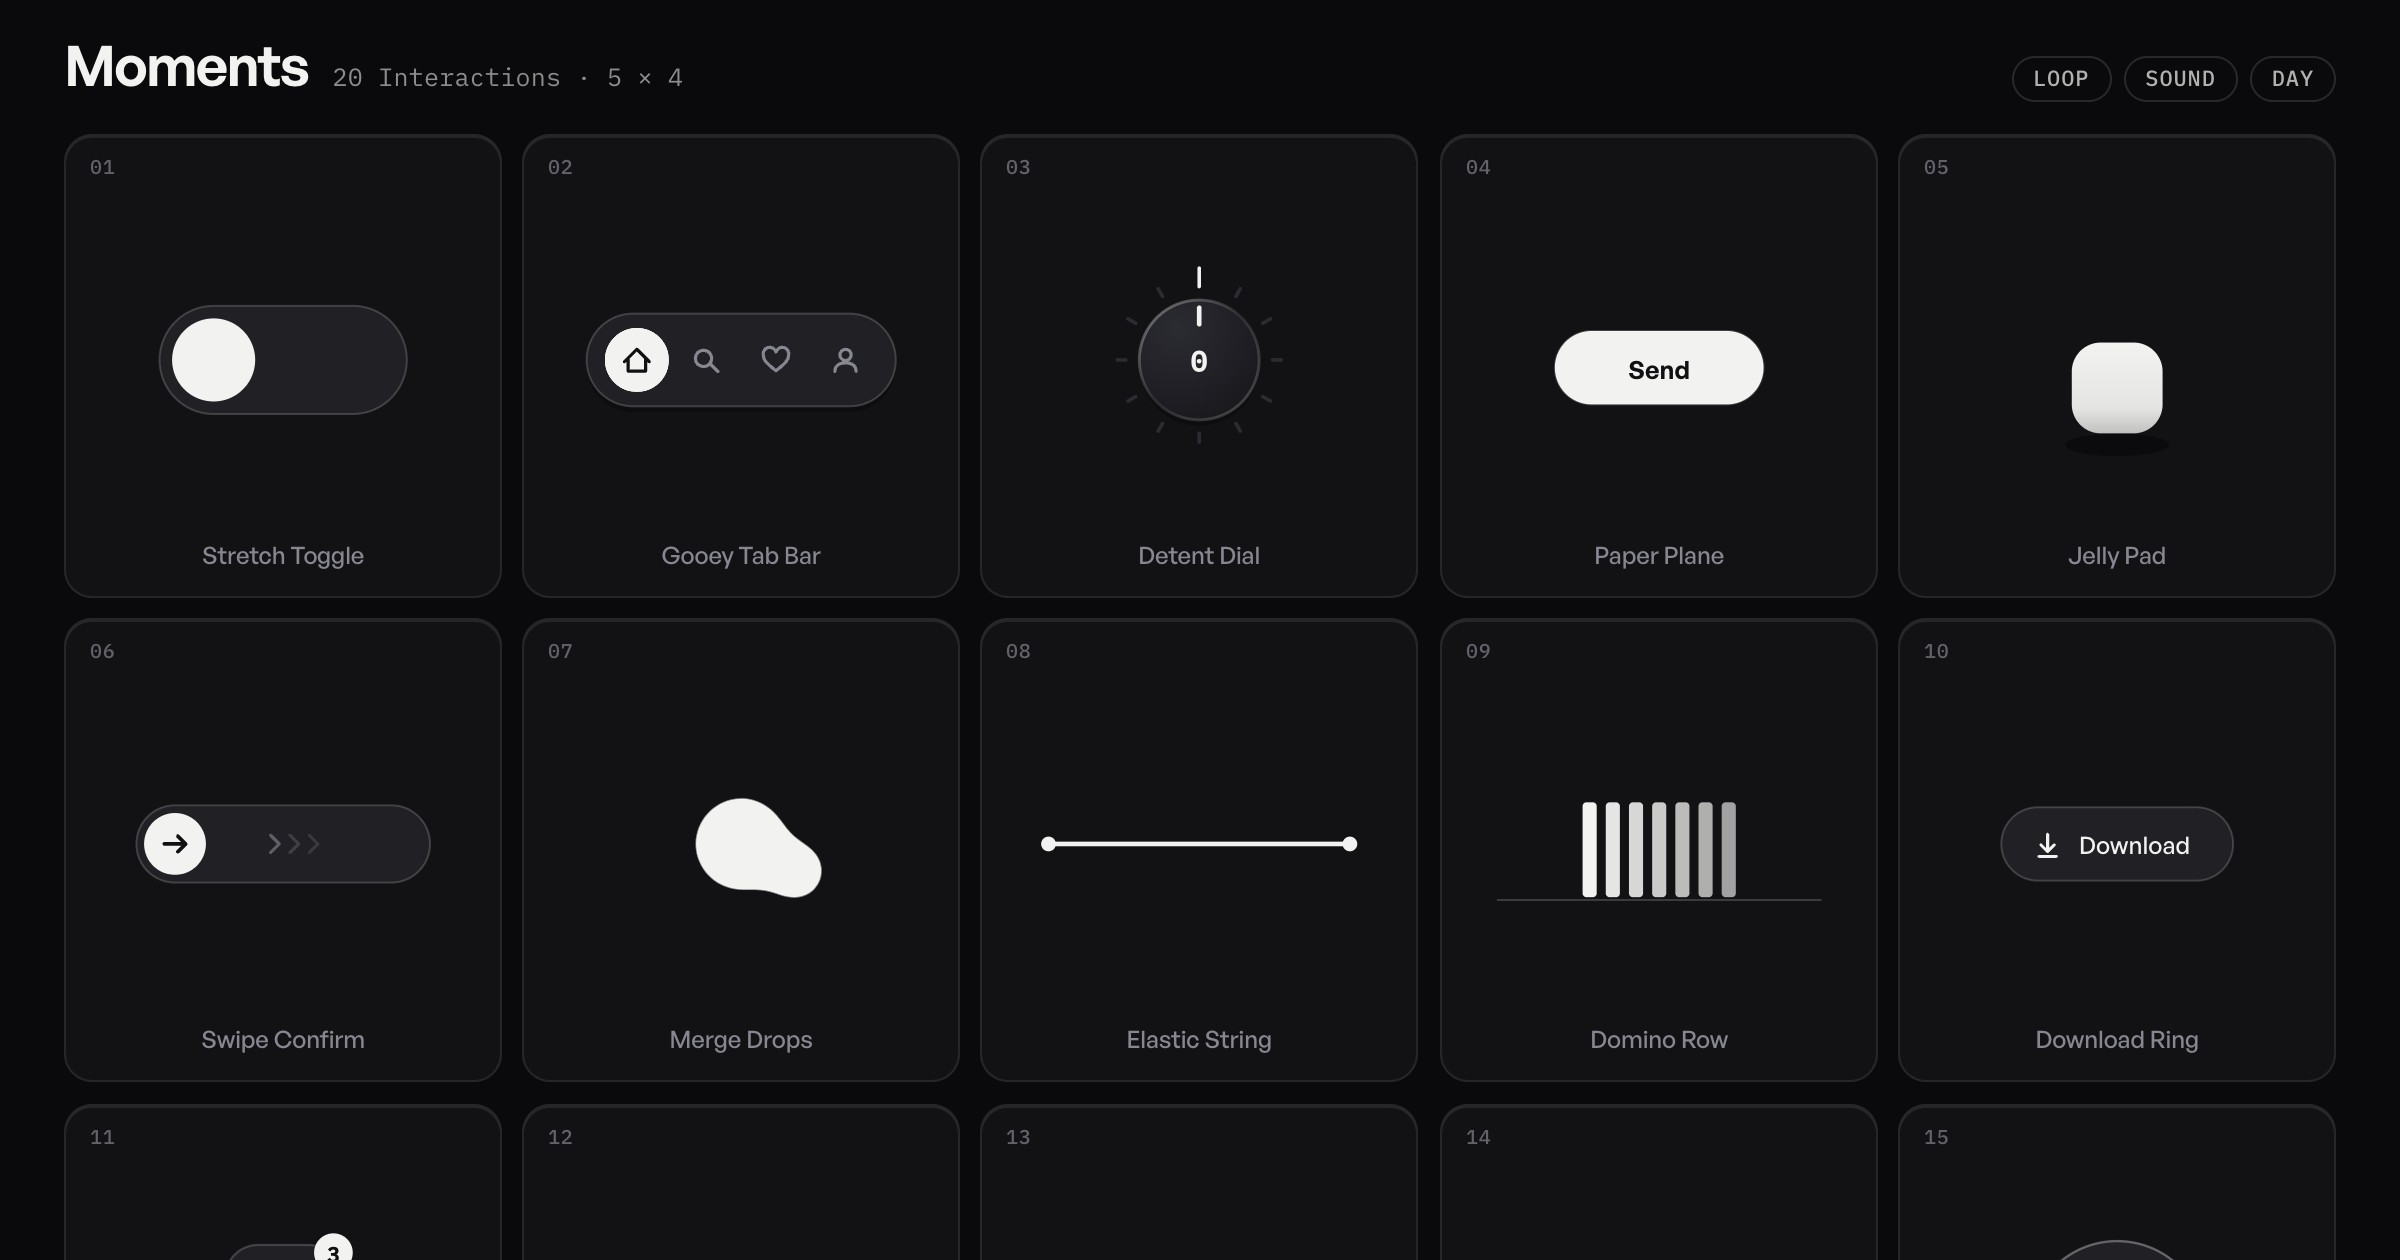 Moments 20 Interactions · 5 × 4
LOOP SOUND DAY
01 02 03 04 05
0
Send
Stretch Toggle Gooey Tab Bar Detent Dial Paper Plane Jelly Pad
06 07 08 09 10
Download
Swipe Confirm Merge Drops Elastic String Domino Row Download Ring
11 12 13 14 15
3